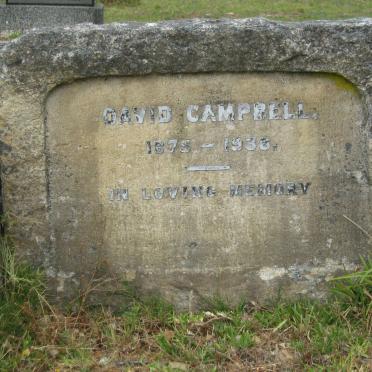 DAVID CAMPBELL.
1875 - 1936.
IN LOVING MEMORY